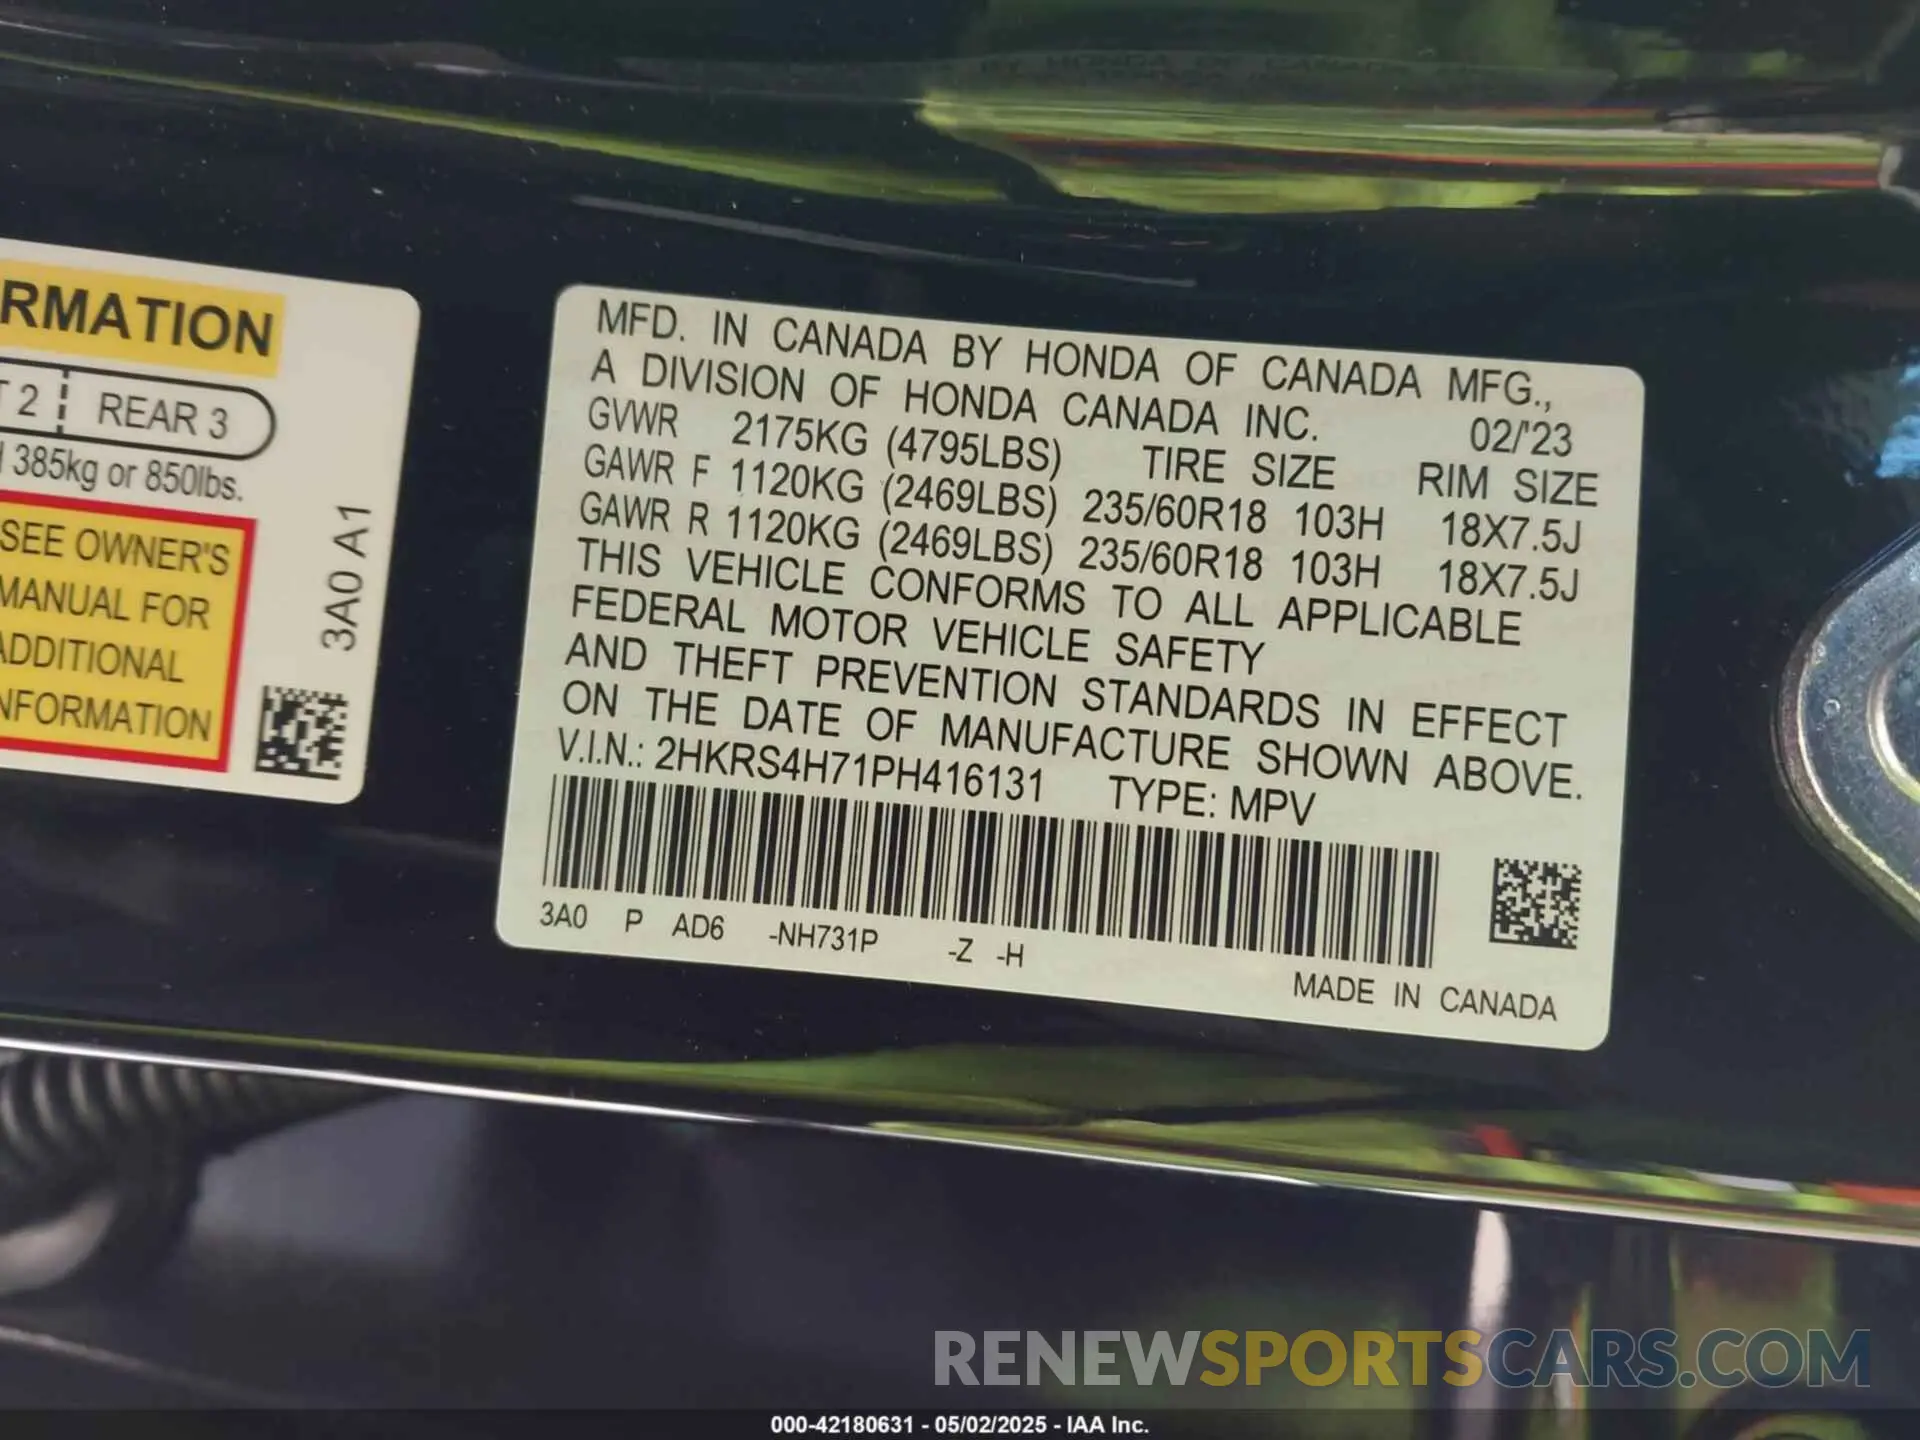 RMATION
T 2 REAR 3
385kg or 850lbs.
SEE OWNER'S
MANUAL FOR
ADDITIONAL
INFORMATION
3A0 A1
MFD. IN CANADA BY HONDA OF CANADA MFG.,
A DIVISION OF HONDA CANADA INC. 02/'23
GVWR 2175KG (4795LBS) TIRE SIZE RIM SIZE
GAWR F 1120KG (2469LBS) 235/60R18 103H 18X7.5J
GAWR R 1120KG (2469LBS) 235/60R18 103H 18X7.5J
THIS VEHICLE CONFORMS TO ALL APPLICABLE
FEDERAL MOTOR VEHICLE SAFETY
AND THEFT PREVENTION STANDARDS IN EFFECT
ON THE DATE OF MANUFACTURE SHOWN ABOVE.
V.I.N.: 2HKRS4H71PH416131 TYPE: MPV
3A0 P AD6 -NH731P -Z -H
MADE IN CANADA
RENEWSPORTSCARS.COM
000-42180631 - 05/02/2025 - IAA Inc.